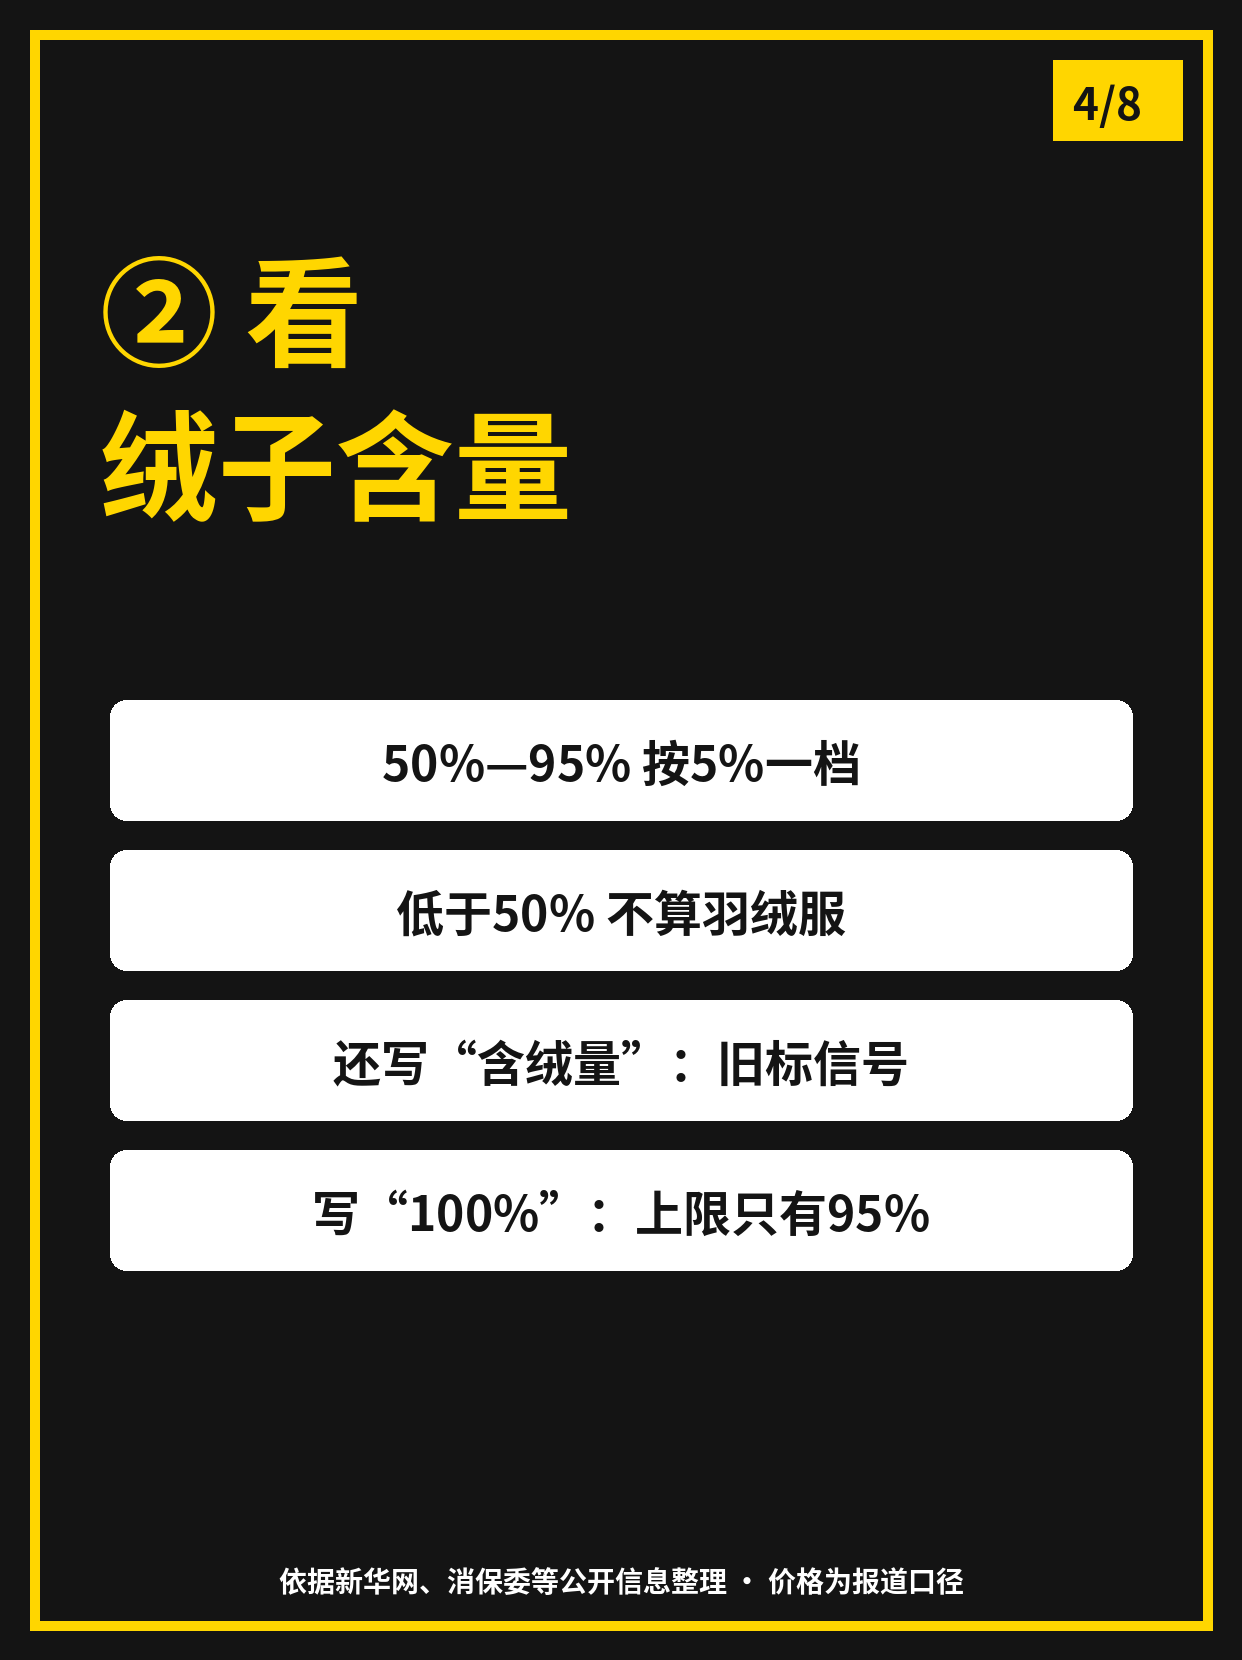 4/8
② 看
绒子含量
50%—95% 按5%一档
低于50% 不算羽绒服
还写“含绒量”：旧标信号
写“100%”：上限只有95%
依据新华网、消保委等公开信息整理 · 价格为报道口径